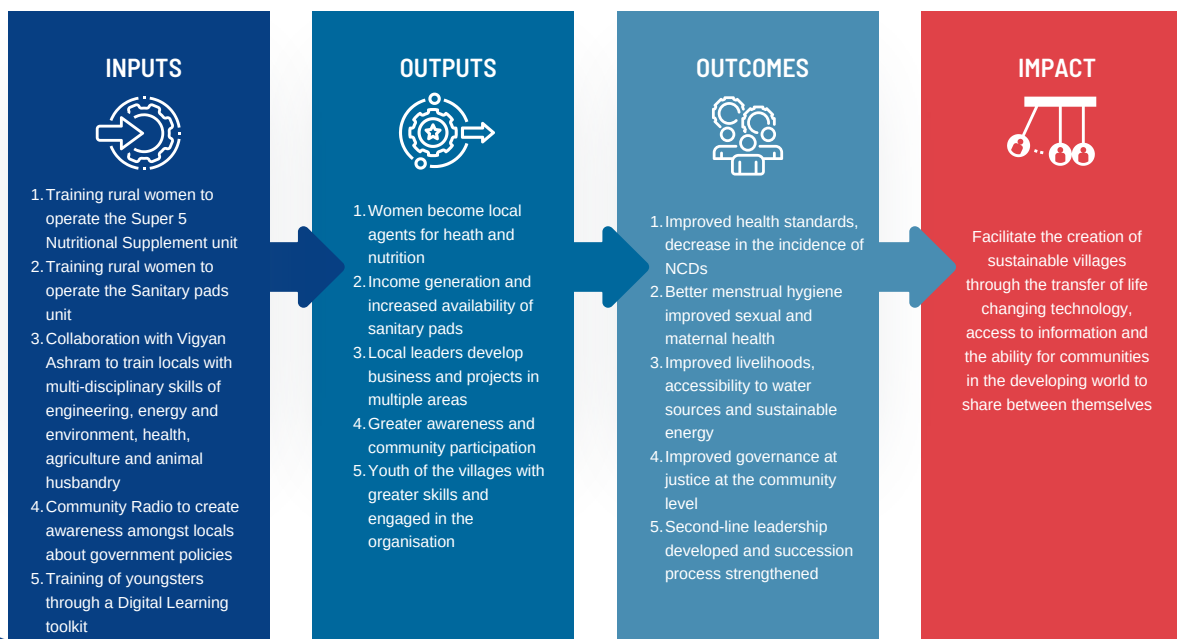 INPUTS
1. Training rural women to
operate the Super 5
Nutritional Supplement unit
2. Training rural women to
operate the Sanitary pads
unit
3. Collaboration with Vigyan
Ashram to train locals with
multi-disciplinary skills of
engineering, energy and
environment, health,
agriculture and animal
husbandry
4. Community Radio to create
awareness amongst locals
about government policies
5. Training of youngsters
through a Digital Learning
toolkit
OUTPUTS
1. Women become local
agents for heath and
nutrition
2. Income generation and
increased availability of
sanitary pads
3. Local leaders develop
business and projects in
multiple areas
4. Greater awareness and
community participation
5. Youth of the villages with
greater skills and
engaged in the
organisation
OUTCOMES
1. Improved health standards,
decrease in the incidence of
NCDs
2. Better menstrual hygiene
improved sexual and
maternal health
3. Improved livelihoods,
accessibility to water
sources and sustainable
energy
4. Improved governance at
justice at the community
level
5. Second-line leadership
developed and succession
process strengthened
IMPACT
Facilitate the creation of
sustainable villages
through the transfer of life
changing technology,
access to information and
the ability for communities
in the developing world to
share between themselves